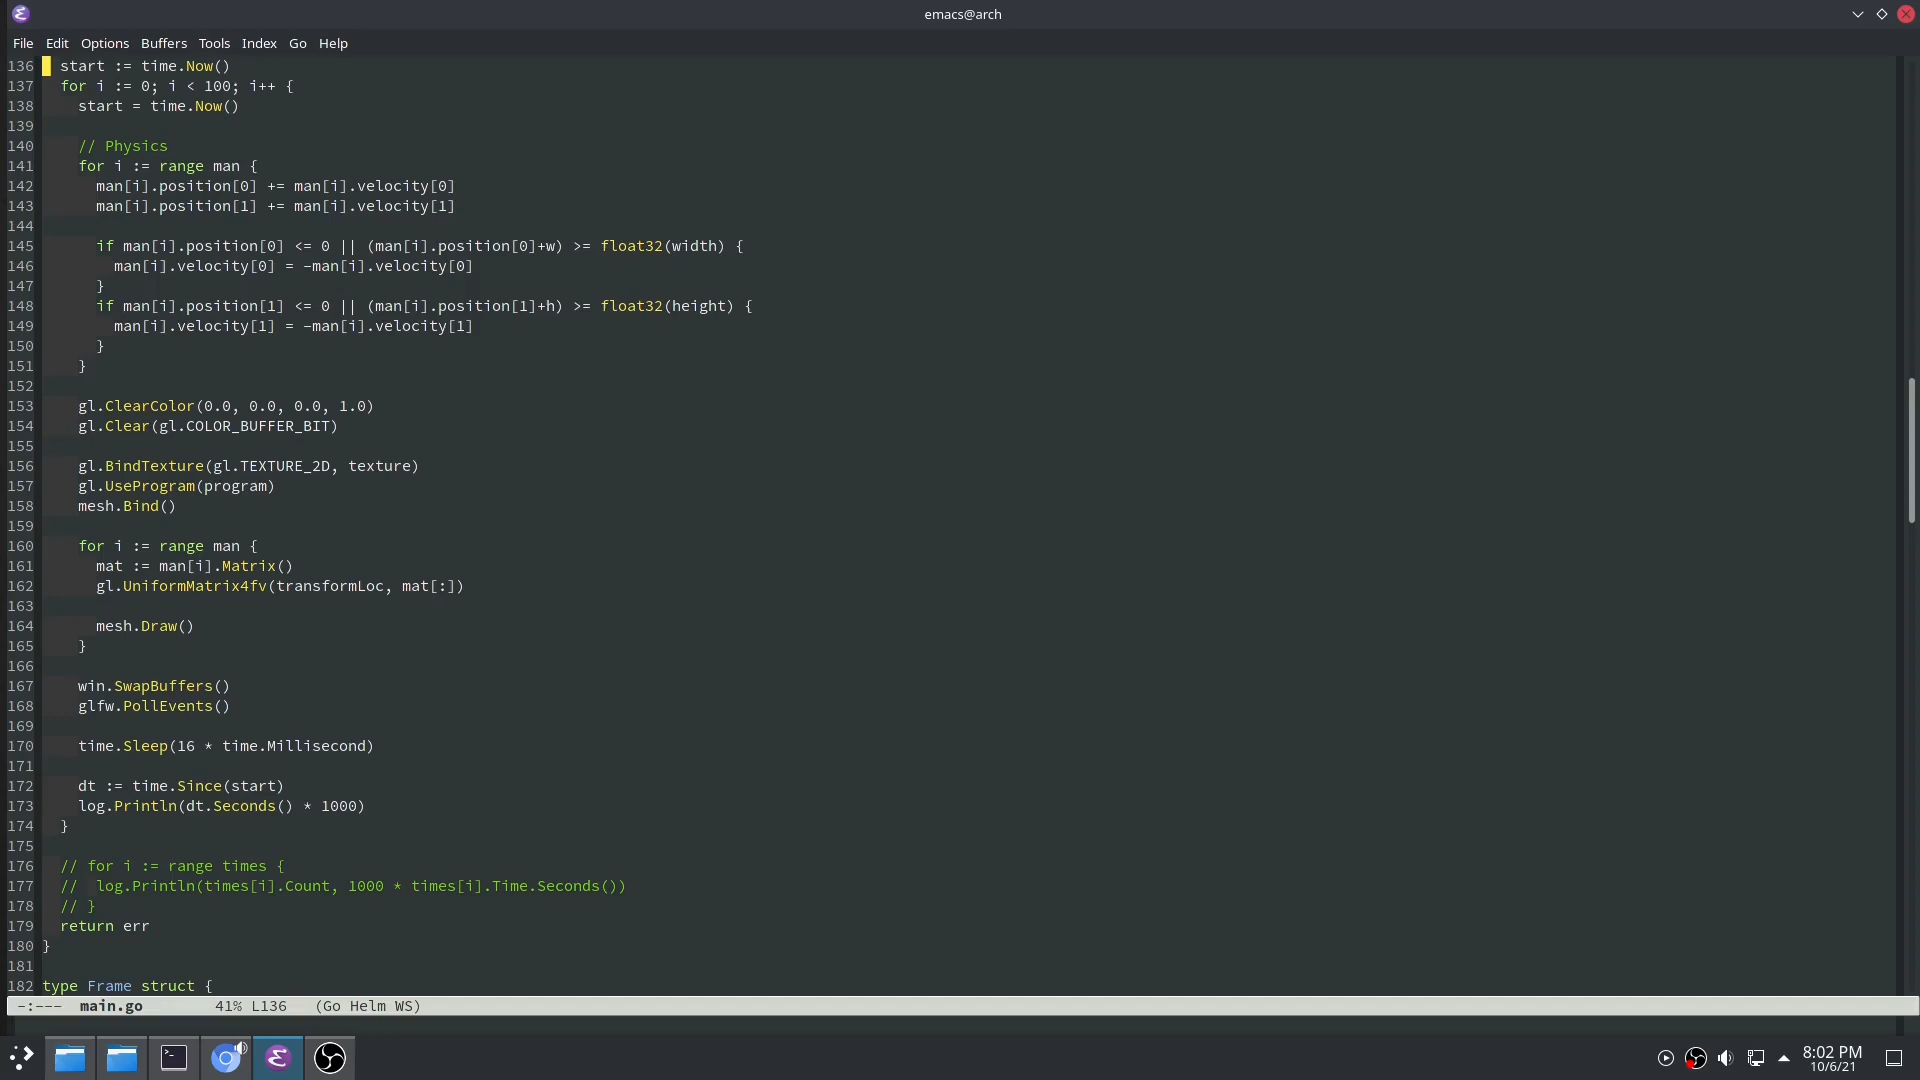 emacs@arch
File Edit Options Buffers Tools Index Go Help
136 start := time.Now()
137 for i := 0; i < 100; i++ {
138 start = time.Now()
139
140 // Physics
141 for i := range man {
142 man[i].position[0] += man[i].velocity[0]
143 man[i].position[1] += man[i].velocity[1]
144
145 if man[i].position[0] <= 0 || (man[i].position[0]+w) >= float32(width) {
146 man[i].velocity[0] = -man[i].velocity[0]
147 }
148 if man[i].position[1] <= 0 || (man[i].position[1]+h) >= float32(height) {
149 man[i].velocity[1] = -man[i].velocity[1]
150 }
151 }
152
153 gl.ClearColor(0.0, 0.0, 0.0, 1.0)
154 gl.Clear(gl.COLOR_BUFFER_BIT)
155
156 gl.BindTexture(gl.TEXTURE_2D, texture)
157 gl.UseProgram(program)
158 mesh.Bind()
159
160 for i := range man {
161 mat := man[i].Matrix()
162 gl.UniformMatrix4fv(transformLoc, mat[:])
163
164 mesh.Draw()
165 }
166
167 win.SwapBuffers()
168 glfw.PollEvents()
169
170 time.Sleep(16 * time.Millisecond)
171
172 dt := time.Since(start)
173 log.Println(dt.Seconds() * 1000)
174 }
175
176 // for i := range times {
177 // log.Println(times[i].Count, 1000 * times[i].Time.Seconds())
178 // }
179 return err
180 }
181
182 type Frame struct {
-:--- main.go 41% L136 (Go Helm WS)
8:02 PM
10/6/21